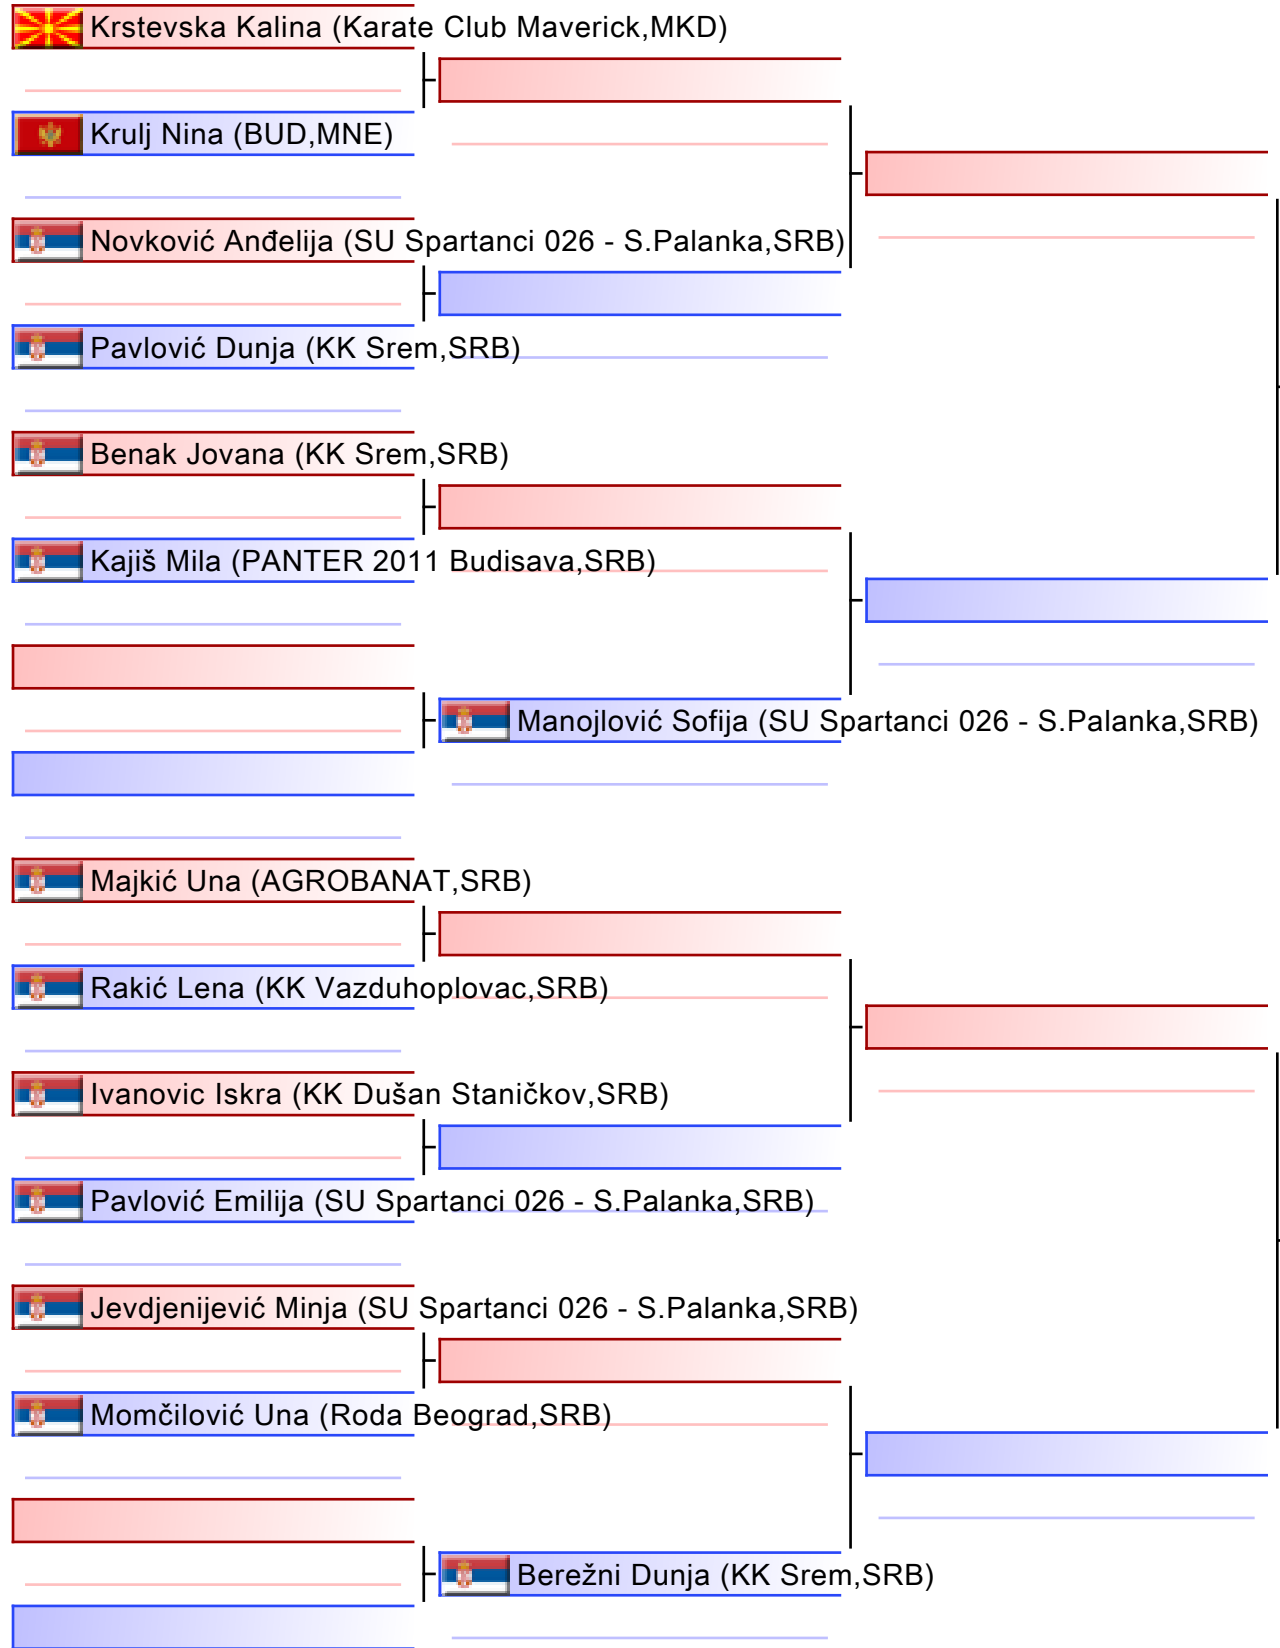 Krstevska Kalina (Karate Club Maverick,MKD)
Krulj Nina (BUD,MNE)
Novković Anđelija (SU Spartanci 026 - S.Palanka,SRB)
Pavlović Dunja (KK Srem,SRB)
Benak Jovana (KK Srem,SRB)
Kajiš Mila (PANTER 2011 Budisava,SRB)
Manojlović Sofija (SU Spartanci 026 - S.Palanka,SRB)
Majkić Una (AGROBANAT,SRB)
Rakić Lena (KK Vazduhoplovac,SRB)
Ivanovic Iskra (KK Dušan Staničkov,SRB)
Pavlović Emilija (SU Spartanci 026 - S.Palanka,SRB)
Jevdjenijević Minja (SU Spartanci 026 - S.Palanka,SRB)
Momčilović Una (Roda Beograd,SRB)
Berežni Dunja (KK Srem,SRB)